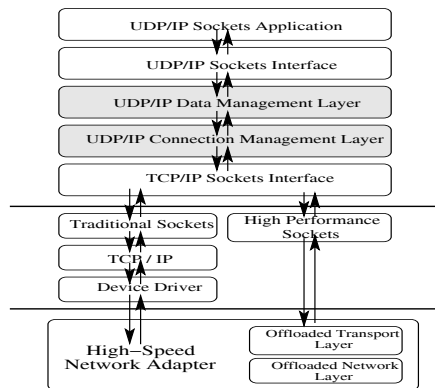 UDP/IP Sockets Application
UDP/IP Sockets Interface
UDP/IP Data Management Layer
UDP/IP Connection Management Layer
TCP/IP Sockets Interface
Traditional Sockets
High Performance
Sockets
TCP / IP
Device Driver
High-Speed
Network Adapter
Offloaded Transport
Layer
Offloaded Network
Layer